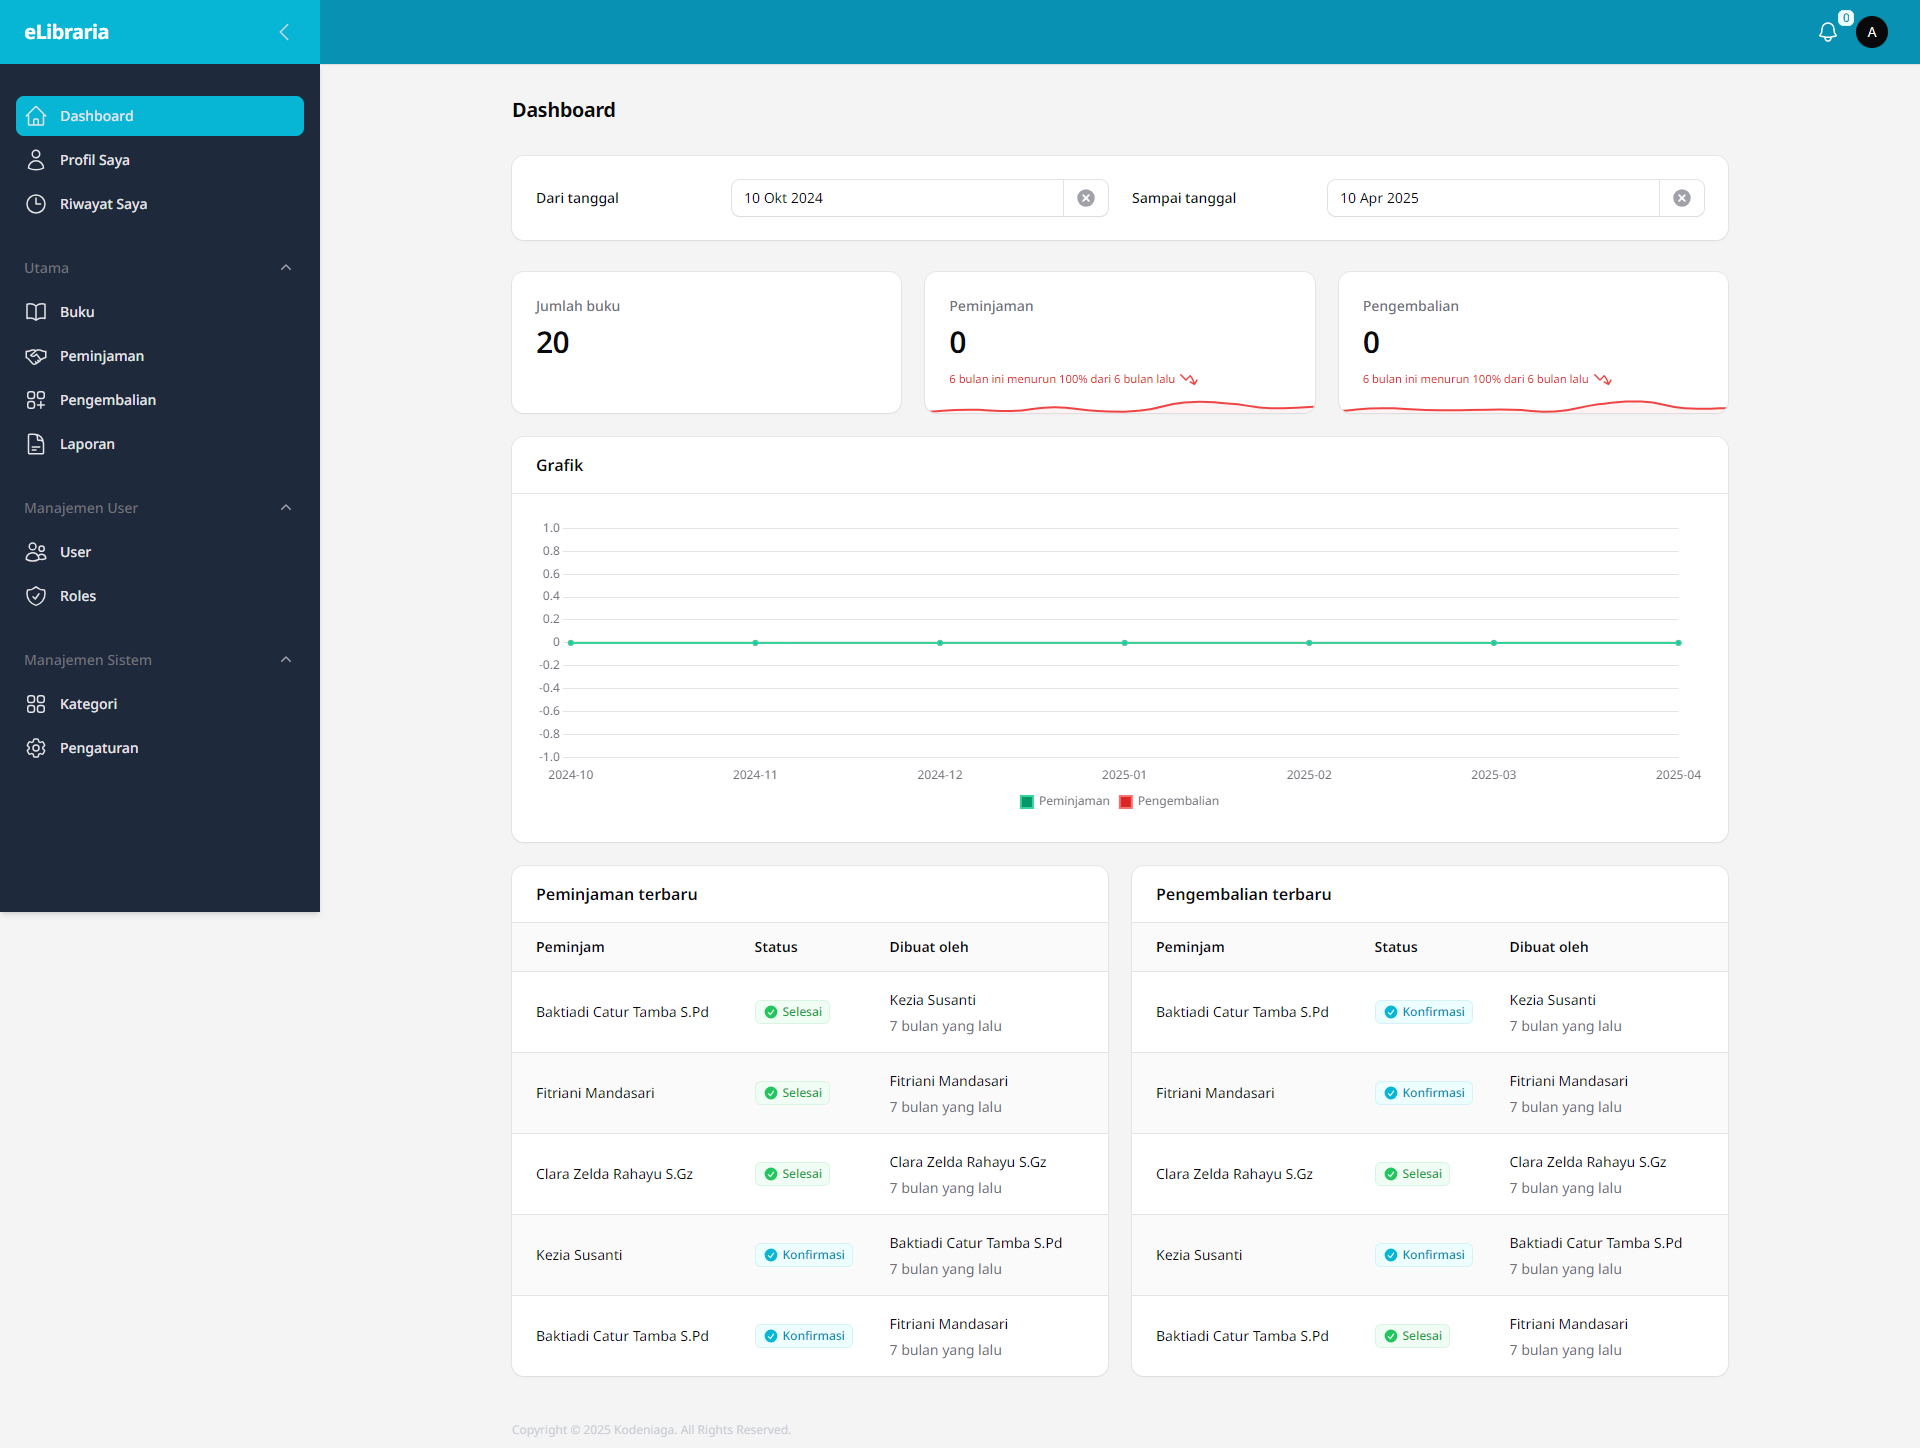 eLibraria
0
A
Dashboard
Profil Saya
Riwayat Saya
Utama
Buku
Peminjaman
Pengembalian
Laporan
Manajemen User
User
Roles
Manajemen Sistem
Kategori
Pengaturan
Dashboard
Dari tanggal 10 Okt 2024 Sampai tanggal 10 Apr 2025
Jumlah buku
20
Peminjaman
0
6 bulan ini menurun 100% dari 6 bulan lalu
Pengembalian
0
6 bulan ini menurun 100% dari 6 bulan lalu
Grafik
1.0
0.8
0.6
0.4
0.2
0
-0.2
-0.4
-0.6
-0.8
-1.0
2024-10 2024-11 2024-12 2025-01 2025-02 2025-03 2025-04
Peminjaman Pengembalian
Peminjaman terbaru
Peminjam Status Dibuat oleh
Baktiadi Catur Tamba S.Pd Selesai Kezia Susanti
7 bulan yang lalu
Fitriani Mandasari Selesai Fitriani Mandasari
7 bulan yang lalu
Clara Zelda Rahayu S.Gz Selesai Clara Zelda Rahayu S.Gz
7 bulan yang lalu
Kezia Susanti Konfirmasi Baktiadi Catur Tamba S.Pd
7 bulan yang lalu
Baktiadi Catur Tamba S.Pd Konfirmasi Fitriani Mandasari
7 bulan yang lalu
Pengembalian terbaru
Peminjam Status Dibuat oleh
Baktiadi Catur Tamba S.Pd Konfirmasi Kezia Susanti
7 bulan yang lalu
Fitriani Mandasari Konfirmasi Fitriani Mandasari
7 bulan yang lalu
Clara Zelda Rahayu S.Gz Selesai Clara Zelda Rahayu S.Gz
7 bulan yang lalu
Kezia Susanti Konfirmasi Baktiadi Catur Tamba S.Pd
7 bulan yang lalu
Baktiadi Catur Tamba S.Pd Selesai Fitriani Mandasari
7 bulan yang lalu
Copyright © 2025 Kodeniaga. All Rights Reserved.